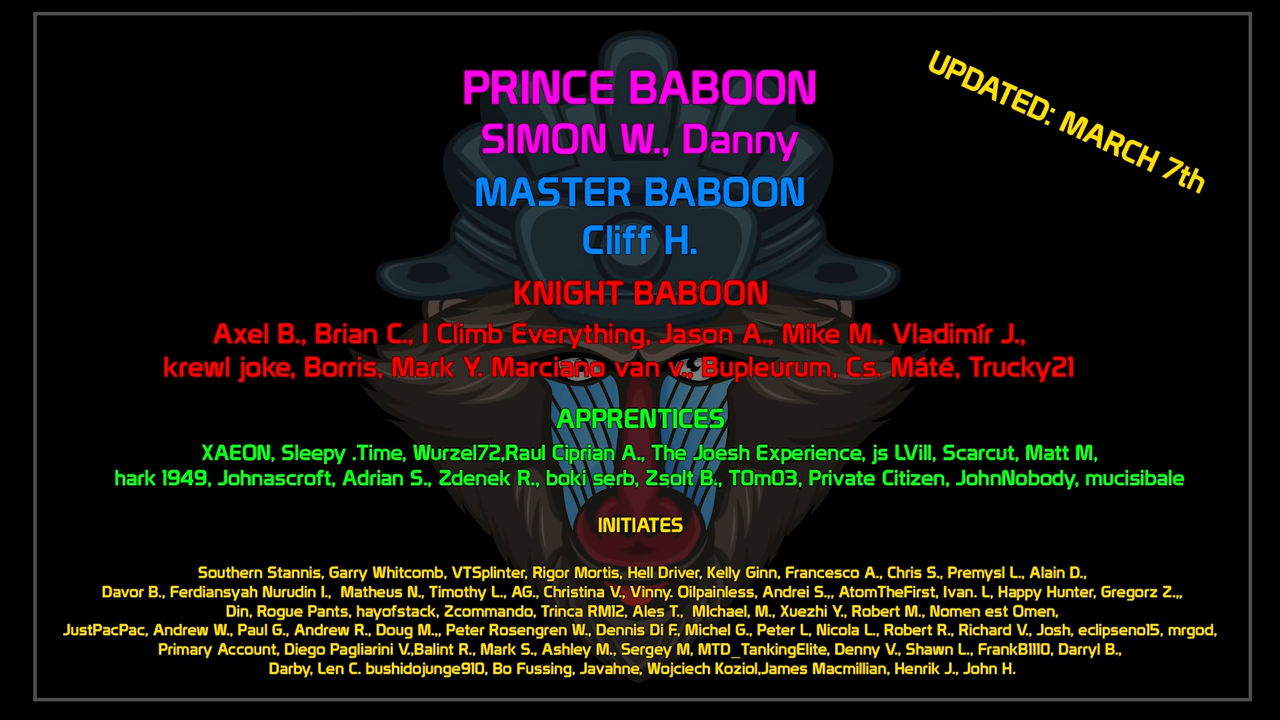 PRINCE BABOON
SIMON W., Danny
UPDATED: MARCH 7th
MASTER BABOON
Cliff H.
KNIGHT BABOON
Axel B., Brian C., I Climb Everything, Jason A., Mike M., Vladimír J.,
krewl joke, Borris, Mark Y. Marciano van v., Bupleurum, Cs. Máté, Trucky21
APPRENTICES
XAEON, Sleepy .Time, Wurzel72,Raul Ciprian A., The Joesh Experience, js LVill, Scarcut, Matt M,
hark 1949, Johnascroft, Adrian S., Zdenek R., boki serb, Zsolt B., T0m03, Private Citizen, JohnNobody, mucisibale
INITIATES
Southern Stannis, Garry Whitcomb, VTSplinter, Rigor Mortis, Hell Driver, Kelly Ginn, Francesco A., Chris S., Premysl L., Alain D.,
Davor B., Ferdiansyah Nurudin I., Matheus N., Timothy L., AG., Christina V., Vinny. Oilpainless, Andrei S.,, AtomTheFirst, Ivan. L, Happy Hunter, Gregorz Z.,,
Din, Rogue Pants, hayofstack, Zcommando, Trinca RM12, Ales T., MIchael, M., Xuezhi Y., Robert M.. Nomen est Omen,
JustPacPac, Andrew W., Paul G., Andrew R., Doug M.,, Peter Rosengren W., Dennis Di F, Michel G., Peter L, Nicola L., Robert R., Richard V., Josh, eclipseno15, mrgod,
Primary Account, Diego Pagliarini V.,Balint R., Mark S., Ashley M., Sergey M, MTD_TankingElite, Denny V., Shawn L., FrankB1110, Darryl B.,
Darby, Len C. bushidojunge910, Bo Fussing, Javahne, Wojciech Koziol,James Macmillian, Henrik J., John H.